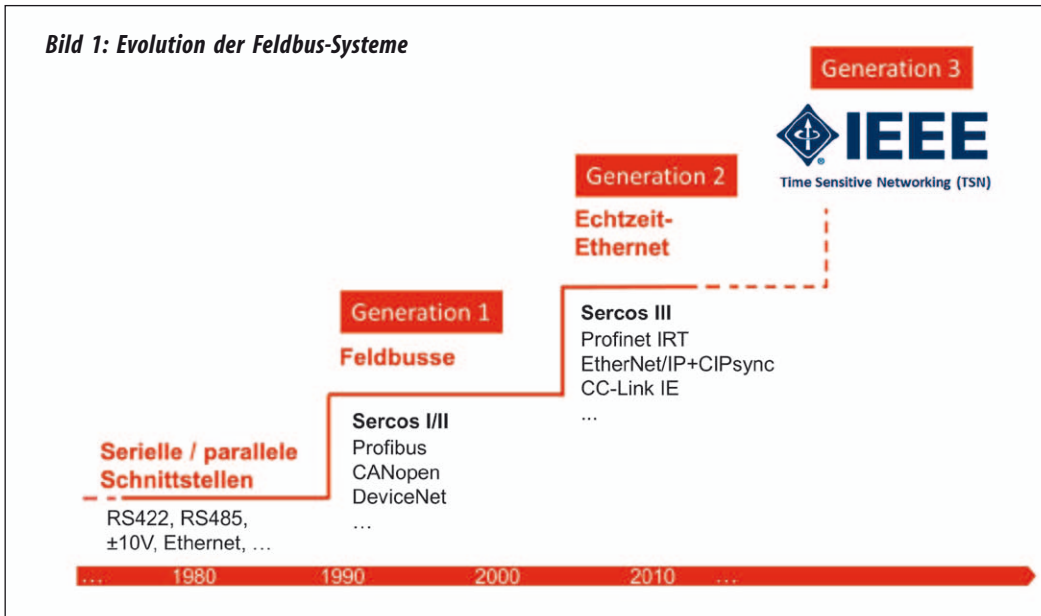 Bild 1: Evolution der Feldbus-Systeme
Generation 3
IEEE
®
Time Sensitive Networking (TSN)
Generation 2
Echtzeit-
Ethernet
Sercos III
Profinet IRT
EtherNet/IP+CIPsync
CC-Link IE
...
Generation 1
Feldbusse
Sercos I/II
Profibus
CANopen
DeviceNet
...
Serielle / parallele
Schnittstellen
RS422, RS485,
±10V, Ethernet, ...
... 1980 1990 2000 2010 ...